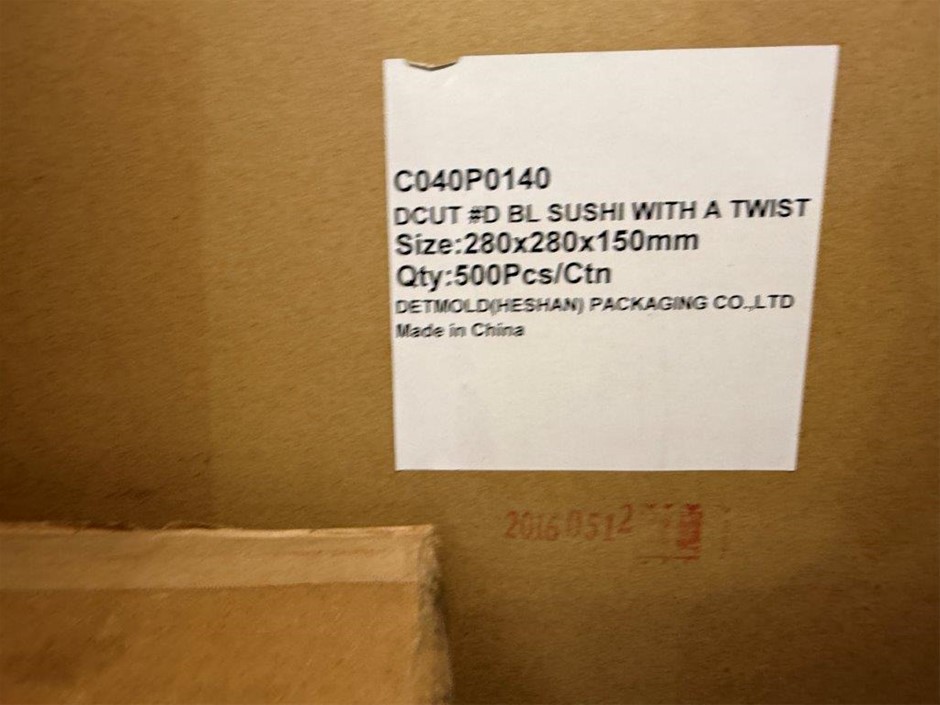 C040P0140
DCUT #D BL SUSHI WITH A TWIST
Size:280x280x150mm
Qty:500Pcs/Ctn
DETMOLD(HESHAN) PACKAGING CO.,LTD
Made in China
20160512